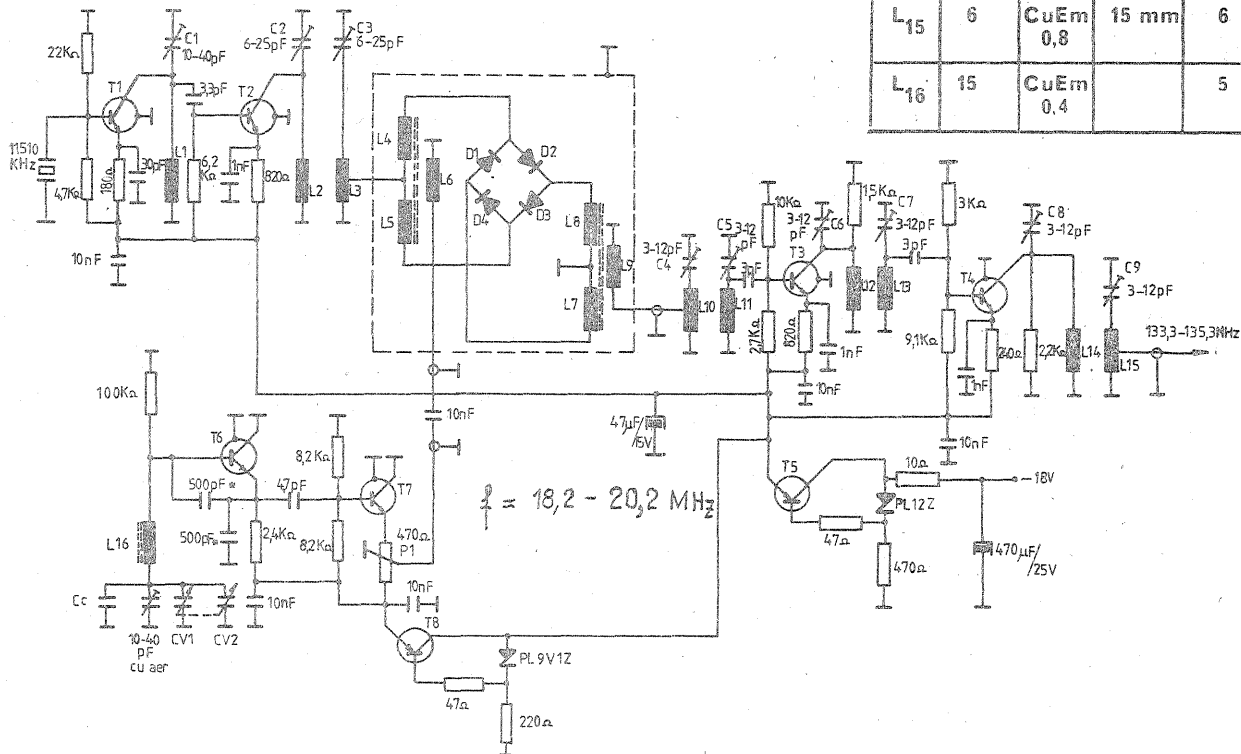 L15 6 CuEm 0,8 15 mm 6
L16 15 CuEm 0,4 5
22KΩ
C1
10-40pF
C2
6-25pF
C3
6-25pF
T1
3,3pF
T2
11510
KHz
4,7KΩ
180Ω
30pF
L1
6,2
KΩ
1nF
820Ω
L2
L3
10nF
L4
L5
L6
D1
D2
D4
D3
L8
L7
L9
3-12pF
C4
L10
C5
3-12
pF
3pF
L11
10KΩ
3-12
pF
C6
T3
2,7KΩ
820Ω
1nF
10nF
1,5KΩ
C7
3-12pF
3pF
L12
L13
3KΩ
C8
3-12pF
T4
9,1KΩ
1nF
240Ω
2,2KΩ
L14
C9
3-12pF
L15
133,3-135,3MHz
10nF
100KΩ
T6
500pF*
500pF*
L16
Cc
10-40
pF
cu aer
CV1
CV2
47pF
2,4KΩ
10nF
8,2KΩ
8,2KΩ
T7
470Ω
P1
10nF
10nF
47µF/6V
f = 18,2 - 20,2 MHz
T8
PL9V1Z
47Ω
220Ω
T5
47Ω
PL12Z
470Ω
10Ω
-18V
470µF/25V